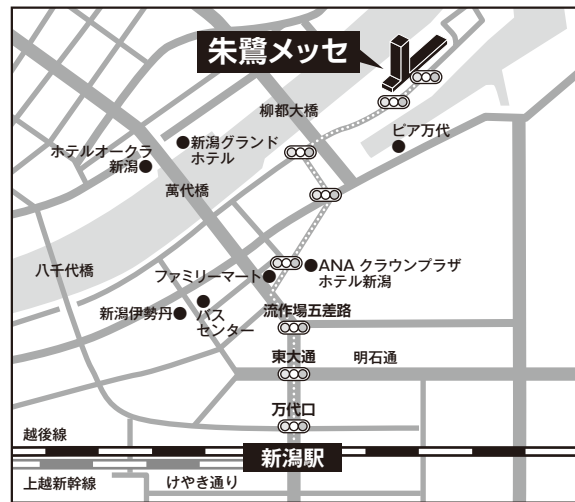 朱鷺メッセ
柳都大橋
ピア万代
新潟グランド
ホテル
ホテルオークラ
新潟
萬代橋
八千代橋
ファミリーマート
ANA クラウンプラザ
ホテル新潟
新潟伊勢丹
バス
センター
流作場五差路
東大通
明石通
万代口
越後線
新潟駅
上越新幹線
けやき通り